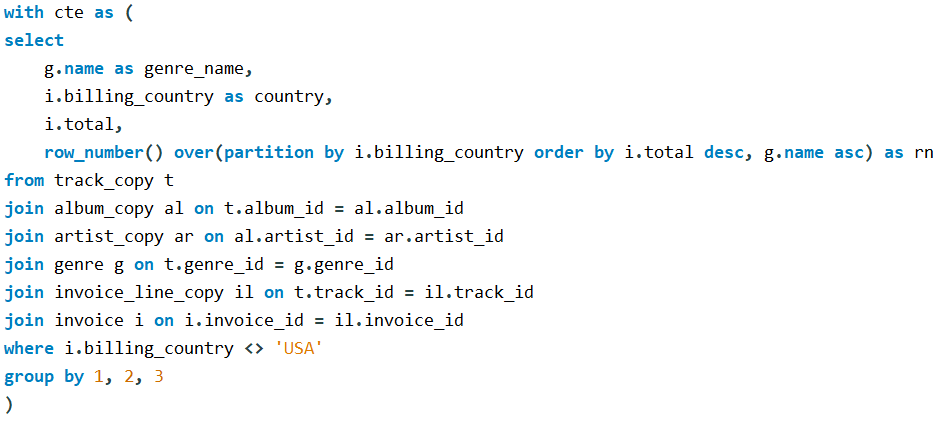 with cte as (
select
    g.name as genre_name,
    i.billing_country as country,
    i.total,
    row_number() over(partition by i.billing_country order by i.total desc, g.name asc) as rn
from track_copy t
join album_copy al on t.album_id = al.album_id
join artist_copy ar on al.artist_id = ar.artist_id
join genre g on t.genre_id = g.genre_id
join invoice_line_copy il on t.track_id = il.track_id
join invoice i on i.invoice_id = il.invoice_id
where i.billing_country <> 'USA'
group by 1, 2, 3
)